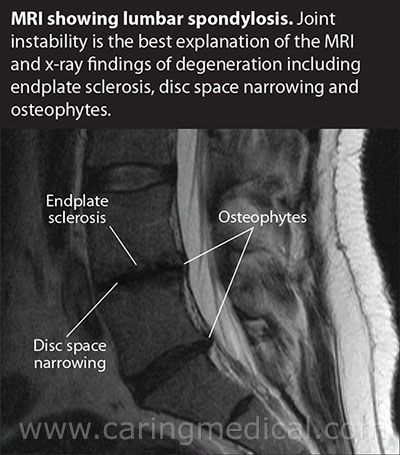 MRI showing lumbar spondylosis. Joint
instability is the best explanation of the MRI
and x-ray findings of degeneration including
endplate sclerosis, disc space narrowing and
osteophytes.
Endplate
sclerosis
Osteophytes
Disc space
narrowing
www.caringmedical.com